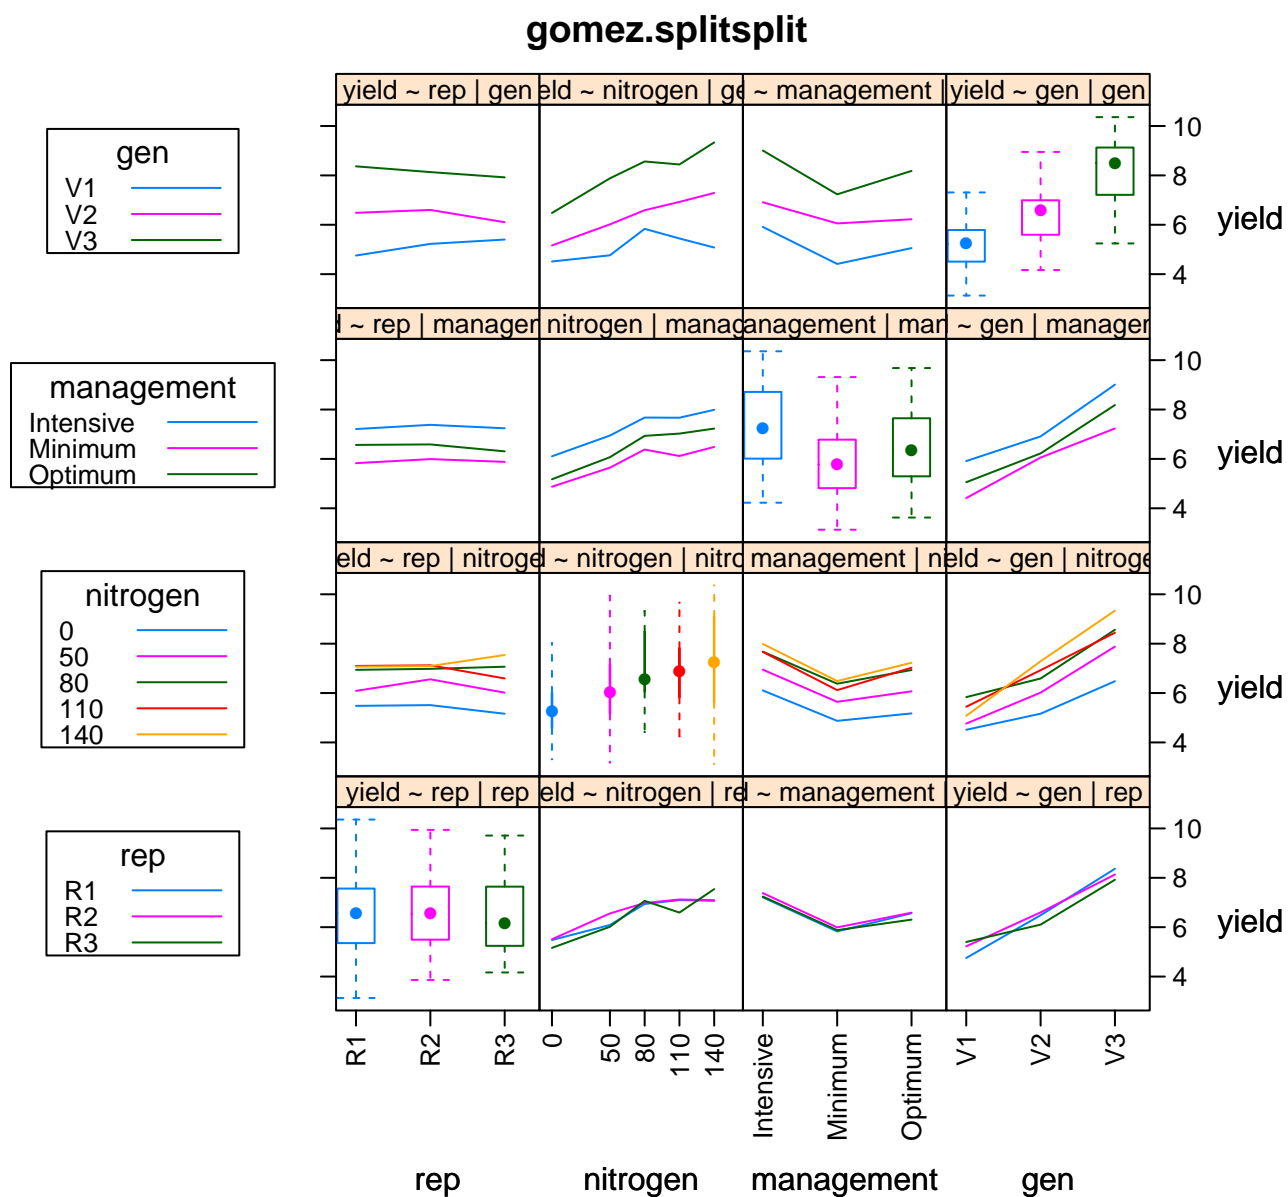 gomez.splitsplit
yield ~ rep | gen
eld ~ nitrogen | ge
~ management |
yield ~ gen | gen
gen
V1
V2
V3
10
8
6
4
yield
~ rep | manager
nitrogen | manag
anagement | man
~ gen | manager
management
Intensive
Minimum
Optimum
10
8
6
4
yield
eld ~ rep | nitroge
~ nitrogen | nitro
management | ni
eld ~ gen | nitroge
nitrogen
0
50
80
110
140
10
8
6
4
yield
yield ~ rep | rep
eld ~ nitrogen | re
~ management |
yield ~ gen | rep
rep
R1
R2
R3
10
8
6
4
yield
R1 R2 R3 0 50 80 110 140 Intensive Minimum Optimum V1 V2 V3
rep nitrogen management gen